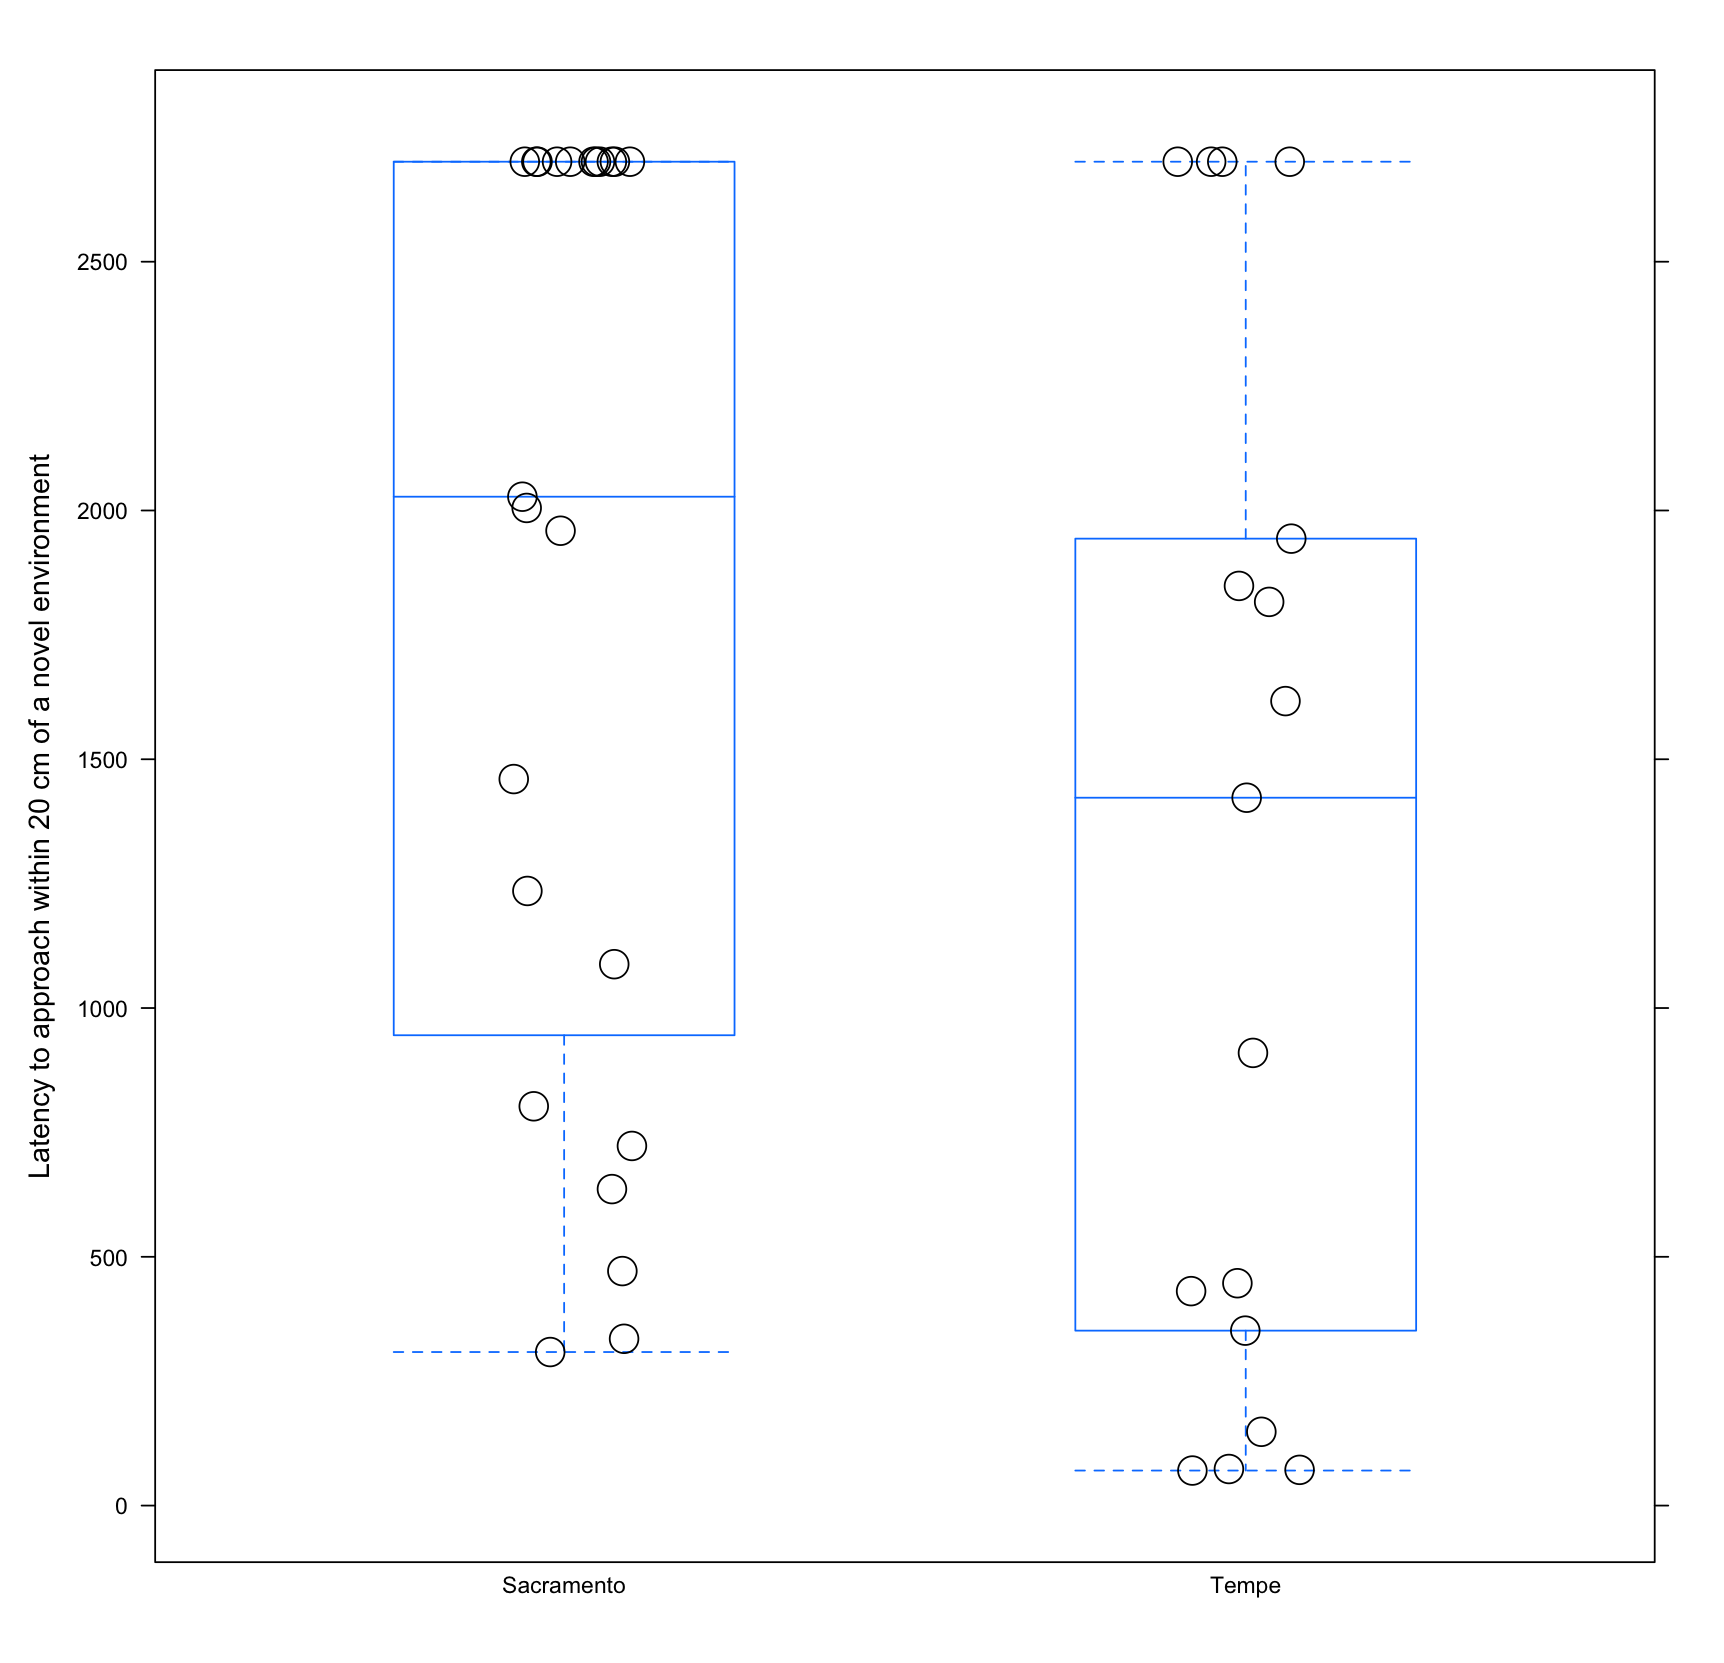 Latency to approach within 20 cm of a novel environment
2500
2000
1500
1000
500
0
Sacramento
Tempe